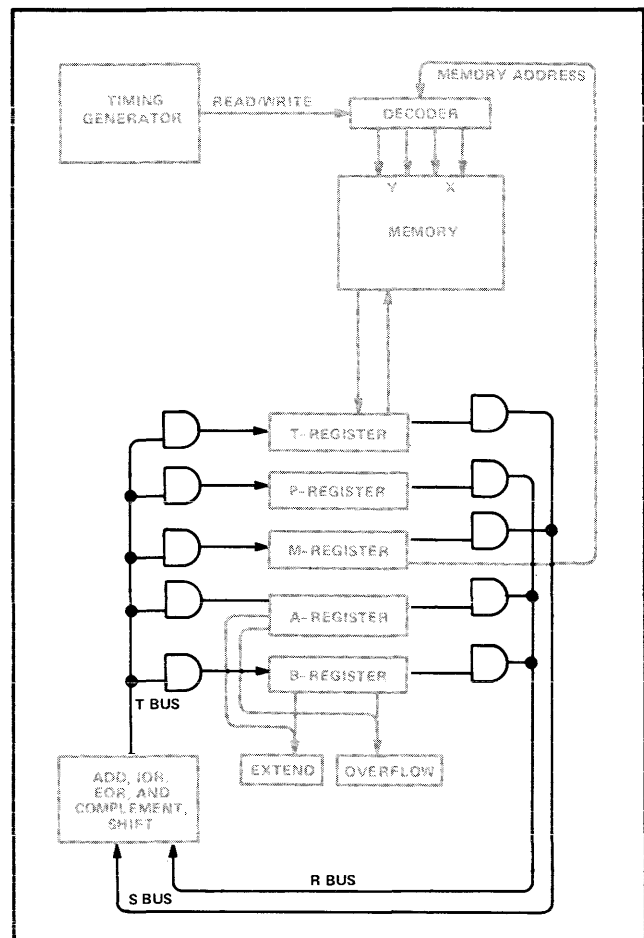 MEMORY ADDRESS
TIMING
GENERATOR
READ/WRITE
DECODER
Y X
MEMORY
T-REGISTER
P-REGISTER
M-REGISTER
A-REGISTER
B-REGISTER
T BUS
EXTEND
OVERFLOW
ADD, IOR,
EOR, AND
COMPLEMENT,
SHIFT
R BUS
S BUS